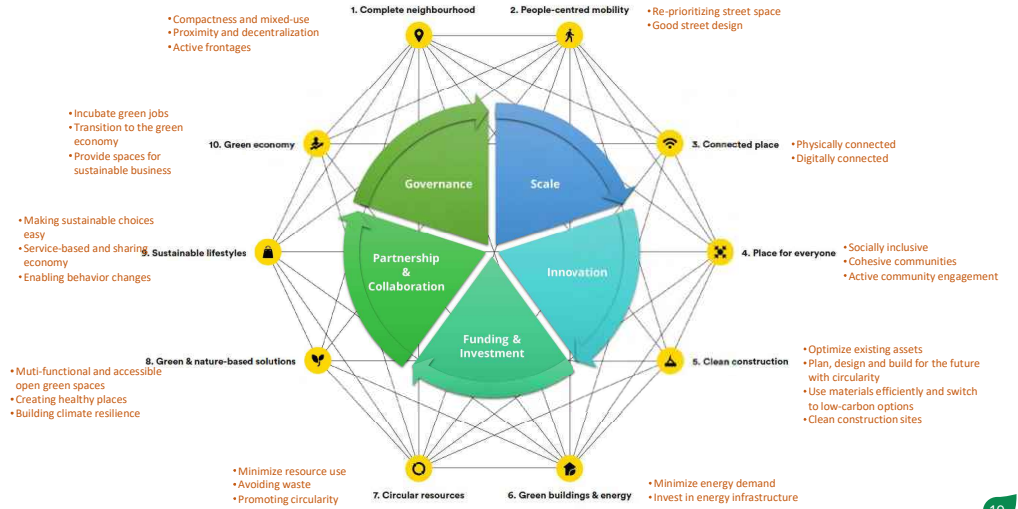 1. Complete neighbourhood
• Compactness and mixed-use
• Proximity and decentralization
• Active frontages
2. People-centred mobility
• Re-prioritizing street space
• Good street design
3. Connected place
• Physically connected
• Digitally connected
4. Place for everyone
• Socially inclusive
• Cohesive communities
• Active community engagement
5. Clean construction
• Optimize existing assets
• Plan, design and build for the future
with circularity
• Use materials efficiently and switch
to low-carbon options
• Clean construction sites
6. Green buildings & energy
• Minimize energy demand
• Invest in energy infrastructure
7. Circular resources
• Minimize resource use
• Avoiding waste
• Promoting circularity
8. Green & nature-based solutions
• Muti-functional and accessible
open green spaces
• Creating healthy places
• Building climate resilience
9. Sustainable lifestyles
• Making sustainable choices
easy
• Service-based and sharing
economy
• Enabling behavior changes
10. Green economy
• Incubate green jobs
• Transition to the green
economy
• Provide spaces for
sustainable business
Governance
Scale
Innovation
Funding &
Investment
Partnership
&
Collaboration